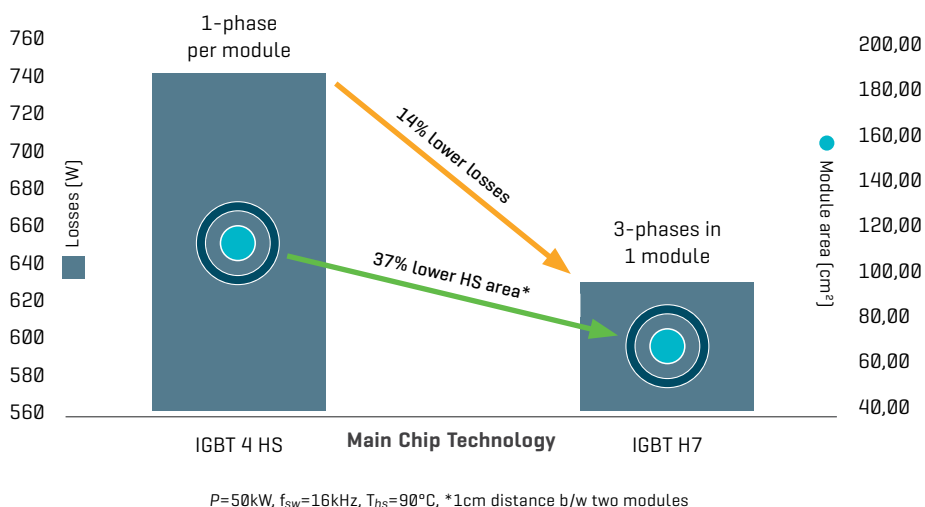 1-phase
per module
760
740
720
700
680
660
640
620
600
580
560
Losses [W]
14% lower losses
37% lower HS area*
3-phases in
1 module
200,00
180,00
160,00
140,00
120,00
100,00
80,00
60,00
40,00
Module area [cm²]
IGBT 4 HS
Main Chip Technology
IGBT H7
P=50kW, fsw=16kHz, Ths=90°C, *1cm distance b/w two modules